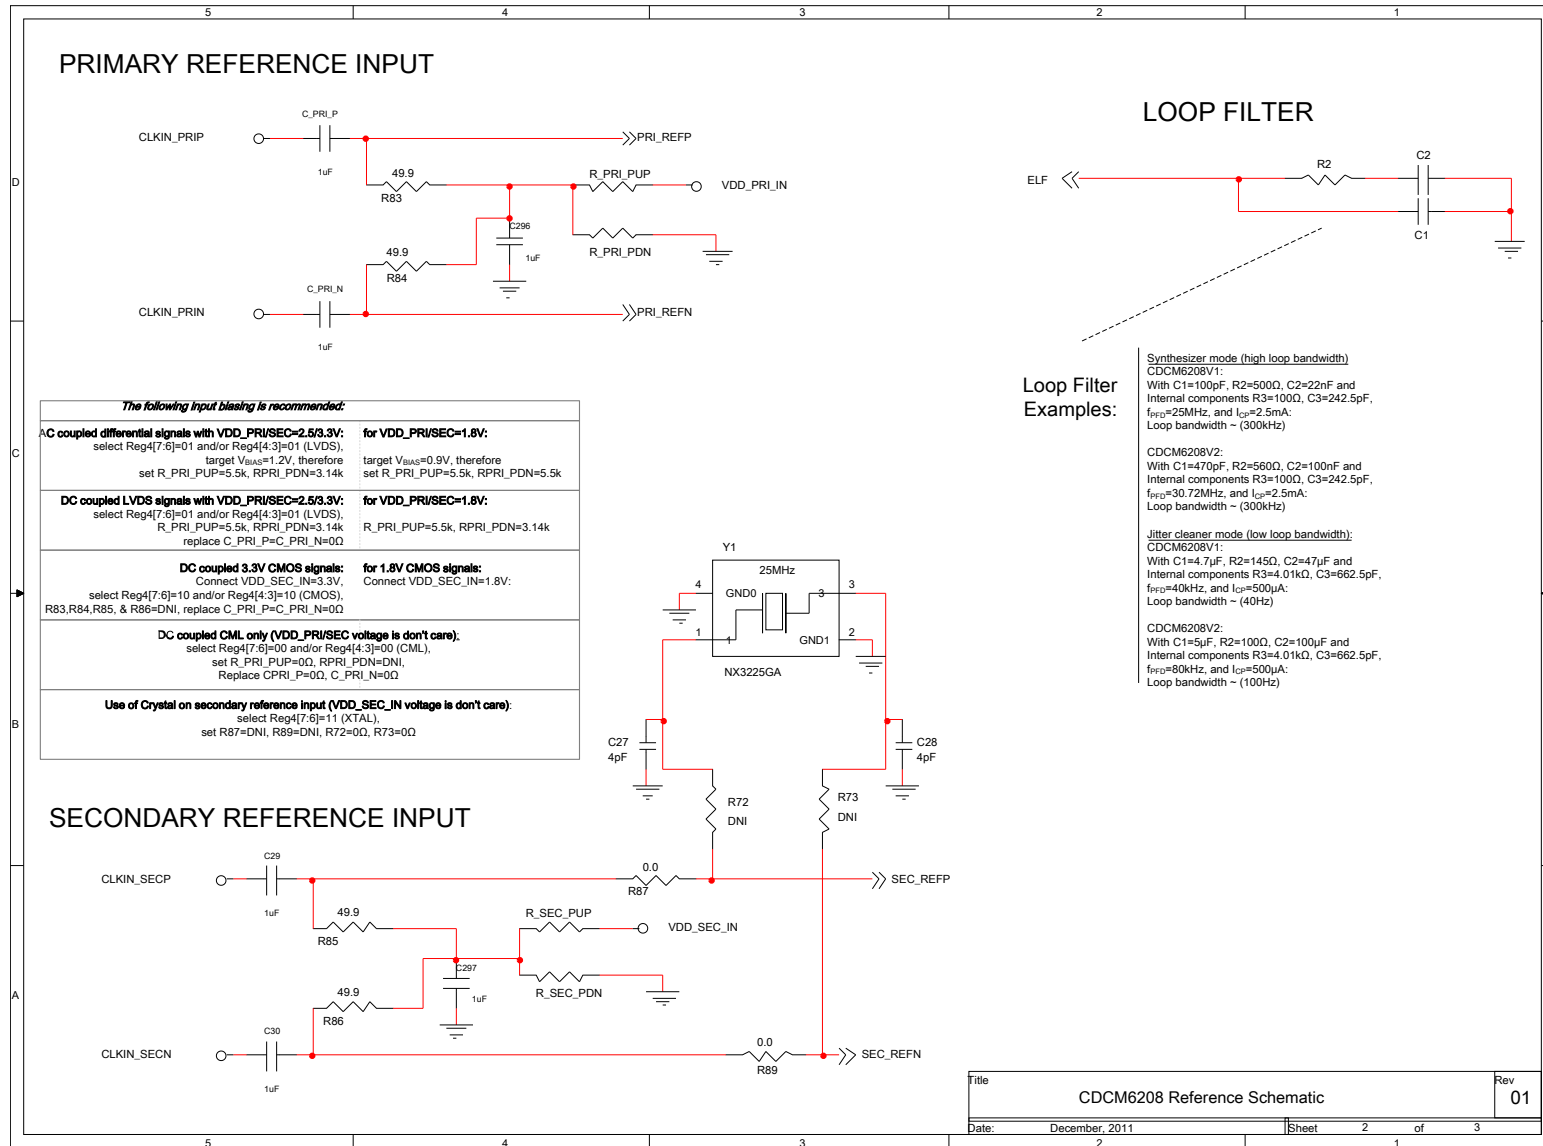 5 4 3 2 1
PRIMARY REFERENCE INPUT
C_PRI_P
CLKIN_PRIP
PRI_REFP
1uF
49.9
R83
R_PRI_PUP
VDD_PRI_IN
C296
1uF
R_PRI_PDN
49.9
R84
C_PRI_N
CLKIN_PRIN
PRI_REFN
1uF
LOOP FILTER
ELF
R2
C2
C1
D
C
B
A
Loop Filter
Examples:
Synthesizer mode (high loop bandwidth)
CDCM6208V1:
With C1=100pF, R2=500Ω, C2=22nF and
Internal components R3=100Ω, C3=242.5pF,
fPFD=25MHz, and ICP=2.5mA:
Loop bandwidth ~ (300kHz)
CDCM6208V2:
With C1=470pF, R2=560Ω, C2=100nF and
Internal components R3=100Ω, C3=242.5pF,
fPFD=30.72MHz, and ICP=2.5mA:
Loop bandwidth ~ (300kHz)
Jitter cleaner mode (low loop bandwidth):
CDCM6208V1:
With C1=4.7µF, R2=145Ω, C2=47µF and
Internal components R3=4.01kΩ, C3=662.5pF,
fPFD=40kHz, and ICP=500µA:
Loop bandwidth ~ (40Hz)
CDCM6208V2:
With C1=5µF, R2=100Ω, C2=100µF and
Internal components R3=4.01kΩ, C3=662.5pF,
fPFD=80kHz, and ICP=500µA:
Loop bandwidth ~ (100Hz)
The following input biasing is recommended:
AC coupled differential signals with VDD_PRI/SEC=2.5/3.3V: for VDD_PRI/SEC=1.8V:
select Reg4[7:6]=01 and/or Reg4[4:3]=01 (LVDS),
target VBIAS=1.2V, therefore target VBIAS=0.9V, therefore
set R_PRI_PUP=5.5k, RPRI_PDN=3.14k set R_PRI_PUP=5.5k, RPRI_PDN=5.5k
DC coupled LVDS signals with VDD_PRI/SEC=2.5/3.3V: for VDD_PRI/SEC=1.8V:
select Reg4[7:6]=01 and/or Reg4[4:3]=01 (LVDS),
R_PRI_PUP=5.5k, RPRI_PDN=3.14k R_PRI_PUP=5.5k, RPRI_PDN=3.14k
replace C_PRI_P=C_PRI_N=0Ω
DC coupled 3.3V CMOS signals: for 1.8V CMOS signals:
Connect VDD_SEC_IN=3.3V, Connect VDD_SEC_IN=1.8V:
select Reg4[7:6]=10 and/or Reg4[4:3]=10 (CMOS),
R83,R84,R85, & R86=DNI, replace C_PRI_P=C_PRI_N=0Ω
DC coupled CML only (VDD_PRI/SEC voltage is don't care);
select Reg4[7:6]=00 and/or Reg4[4:3]=00 (CML),
set R_PRI_PUP=0Ω, RPRI_PDN=DNI,
Replace CPRI_P=0Ω, C_PRI_N=0Ω
Use of Crystal on secondary reference input (VDD_SEC_IN voltage is don't care):
select Reg4[7:6]=11 (XTAL),
set R87=DNI, R89=DNI, R72=0Ω, R73=0Ω
Y1
25MHz
4 GND0 3 3
1 1 GND1 2
NX3225GA
C27
4pF
C28
4pF
R72
DNI
R73
DNI
SECONDARY REFERENCE INPUT
C29
CLKIN_SECP
1uF
0.0
R87
SEC_REFP
49.9
R85
R_SEC_PUP
VDD_SEC_IN
C297
1uF
R_SEC_PDN
49.9
R86
C30
CLKIN_SECN
1uF
0.0
R89
SEC_REFN
Title
CDCM6208 Reference Schematic
Rev
01
Date: December, 2011 Sheet 2 of 3
5 4 3 2 1